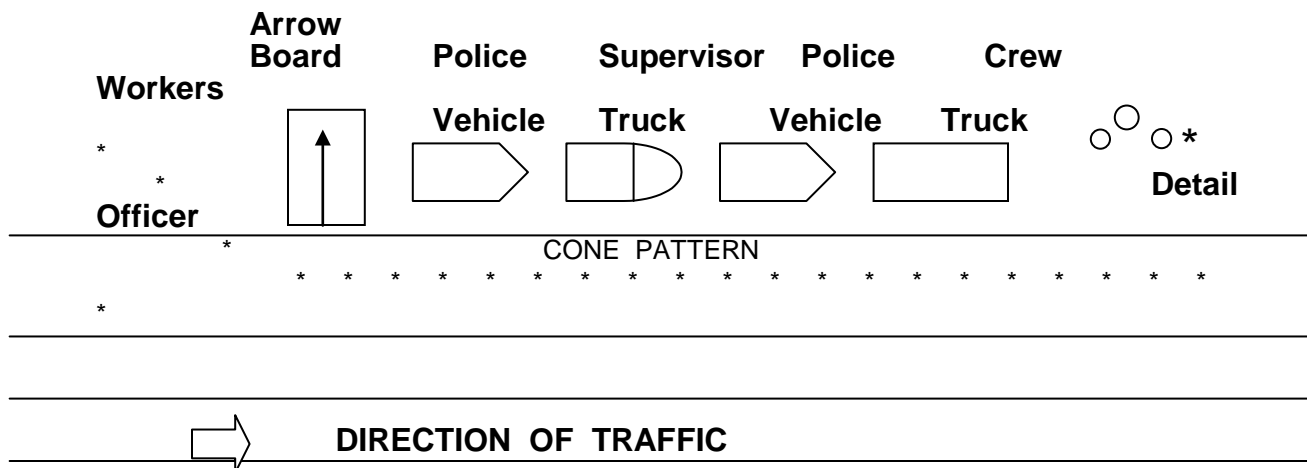 Arrow
Board Police Supervisor Police Crew
Workers
Vehicle Truck Vehicle Truck
*
* *
Detail
Officer
* CONE PATTERN
* * * * * * * * * * * * * * * * * * * *
*
DIRECTION OF TRAFFIC